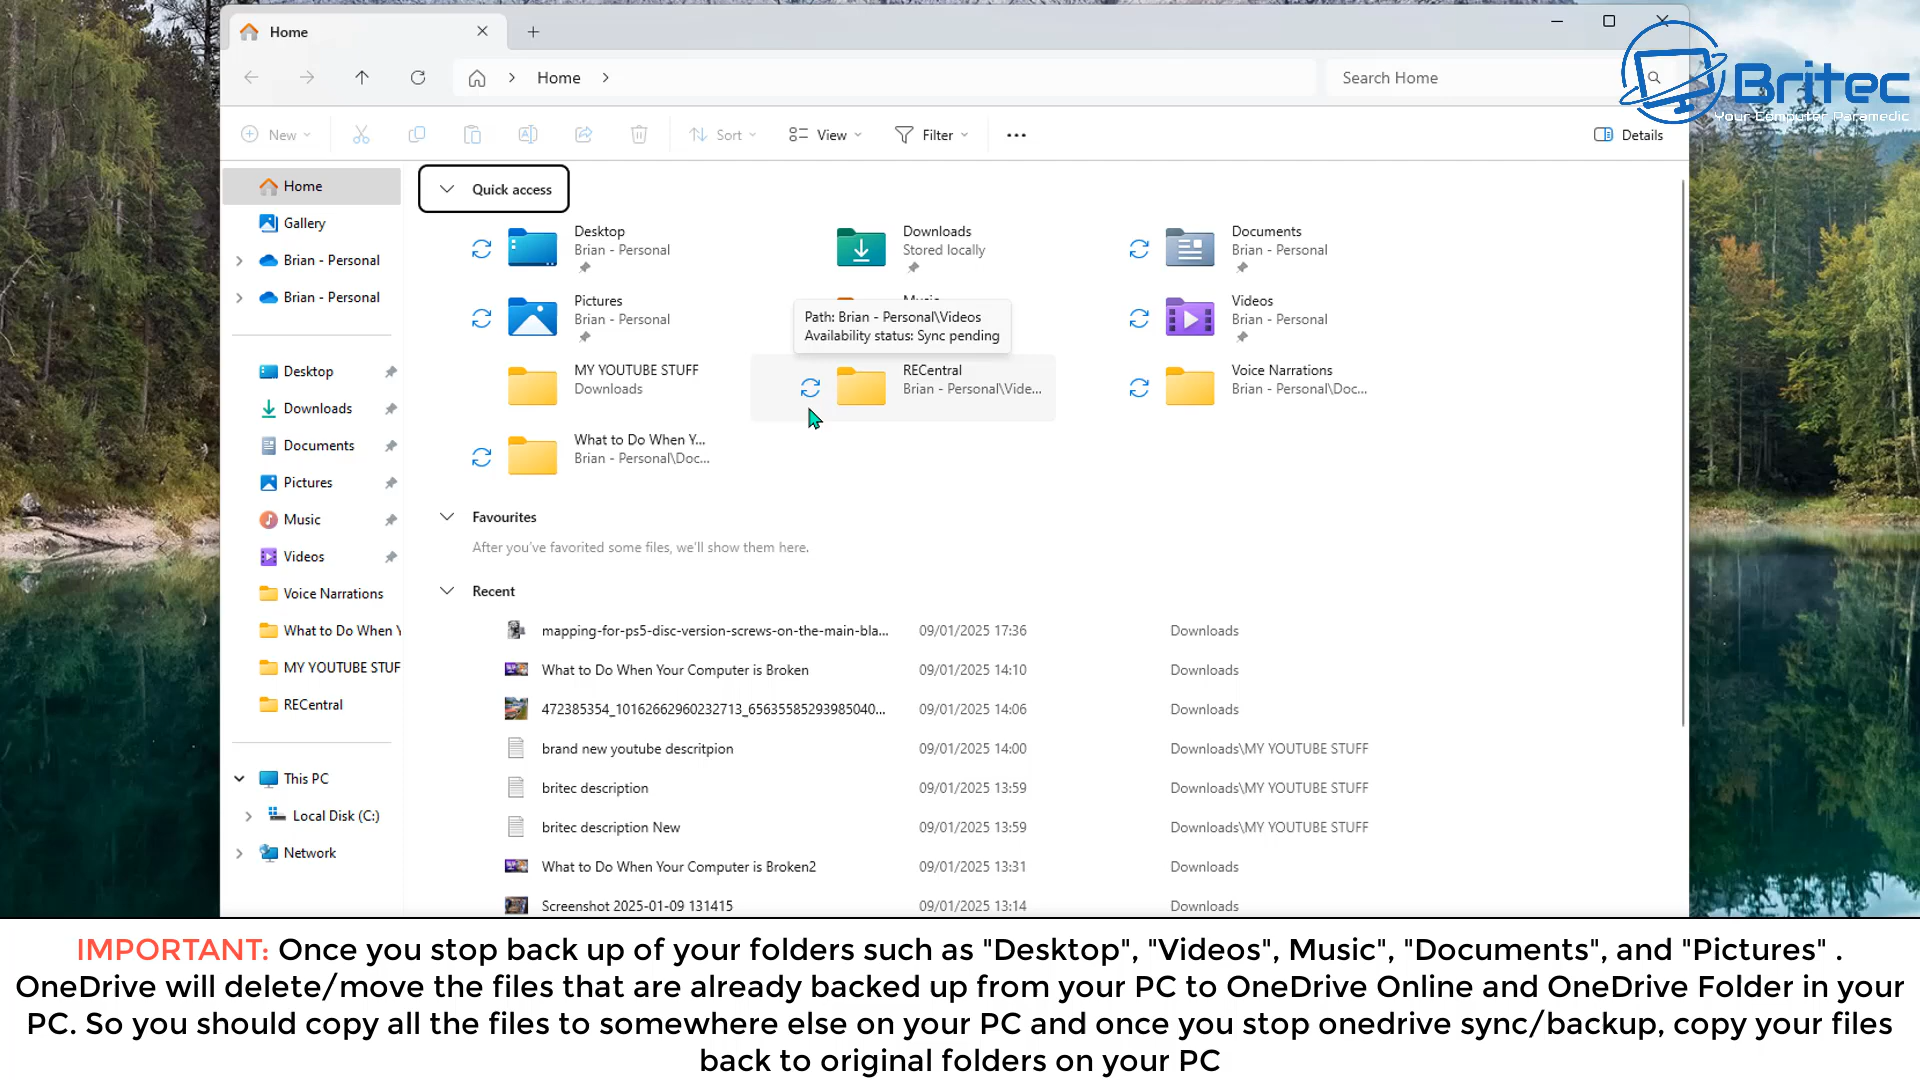 Home
Home
Search Home
Britec
Your Computer Paramedic
New
Sort
View
Filter
Details
Home
Gallery
Brian - Personal
Brian - Personal
Desktop
Downloads
Documents
Pictures
Music
Videos
Voice Narrations
What to Do When Y
MY YOUTUBE STUF
RECentral
This PC
Local Disk (C:)
Network
Quick access
Desktop
Brian - Personal
Downloads
Stored locally
Documents
Brian - Personal
Pictures
Brian - Personal
Music
Path: Brian - Personal\Videos
Availability status: Sync pending
Videos
Brian - Personal
MY YOUTUBE STUFF
Downloads
RECentral
Brian - Personal\Vide...
Voice Narrations
Brian - Personal\Doc...
What to Do When Y...
Brian - Personal\Doc...
Favourites
After you've favorited some files, we'll show them here.
Recent
mapping-for-ps5-disc-version-screws-on-the-main-bla... 09/01/2025 17:36 Downloads
What to Do When Your Computer is Broken 09/01/2025 14:10 Downloads
472385354_10162662960232713_65635585293985040... 09/01/2025 14:06 Downloads
brand new youtube descritpion 09/01/2025 14:00 Downloads\MY YOUTUBE STUFF
britec description 09/01/2025 13:59 Downloads\MY YOUTUBE STUFF
britec description New 09/01/2025 13:59 Downloads\MY YOUTUBE STUFF
What to Do When Your Computer is Broken2 09/01/2025 13:31 Downloads
Screenshot 2025-01-09 131415 09/01/2025 13:14 Downloads
IMPORTANT: Once you stop back up of your folders such as "Desktop", "Videos", Music", "Documents", and "Pictures" .
OneDrive will delete/move the files that are already backed up from your PC to OneDrive Online and OneDrive Folder in your
PC. So you should copy all the files to somewhere else on your PC and once you stop onedrive sync/backup, copy your files
back to original folders on your PC